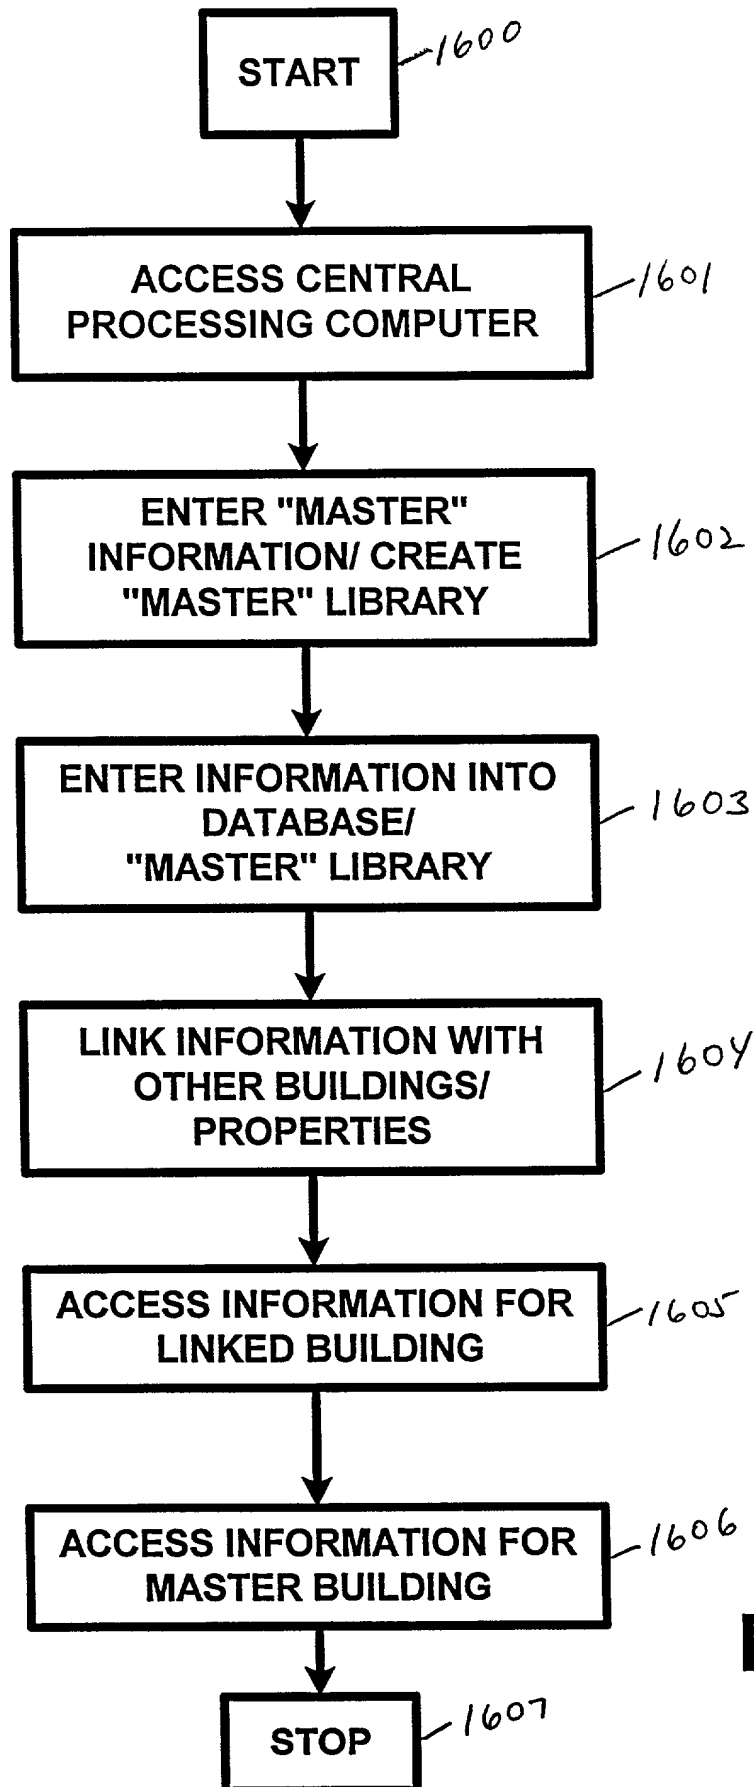 START
1600
ACCESS CENTRAL
PROCESSING COMPUTER
1601
ENTER "MASTER"
INFORMATION/ CREATE
"MASTER" LIBRARY
1602
ENTER INFORMATION INTO
DATABASE/
"MASTER" LIBRARY
1603
LINK INFORMATION WITH
OTHER BUILDINGS/
PROPERTIES
1604
ACCESS INFORMATION FOR
LINKED BUILDING
1605
ACCESS INFORMATION FOR
MASTER BUILDING
1606
STOP
1607